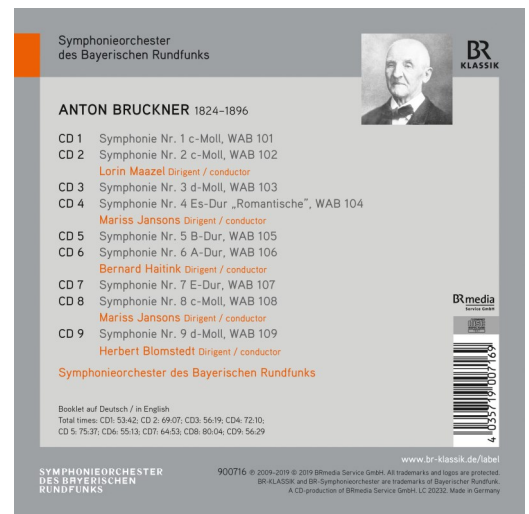 Symphonieorchester
des Bayerischen Rundfunks
BR
KLASSIK
ANTON BRUCKNER 1824–1896
CD 1 Symphonie Nr. 1 c-Moll, WAB 101
CD 2 Symphonie Nr. 2 c-Moll, WAB 102
Lorin Maazel Dirigent / conductor
CD 3 Symphonie Nr. 3 d-Moll, WAB 103
CD 4 Symphonie Nr. 4 Es-Dur „Romantische“, WAB 104
Mariss Jansons Dirigent / conductor
CD 5 Symphonie Nr. 5 B-Dur, WAB 105
CD 6 Symphonie Nr. 6 A-Dur, WAB 106
Bernard Haitink Dirigent / conductor
CD 7 Symphonie Nr. 7 E-Dur, WAB 107
CD 8 Symphonie Nr. 8 c-Moll, WAB 108
Mariss Jansons Dirigent / conductor
CD 9 Symphonie Nr. 9 d-Moll, WAB 109
Herbert Blomstedt Dirigent / conductor
Symphonieorchester des Bayerischen Rundfunks
BRmedia
Service GmbH
4 035719 007169
Booklet auf Deutsch / in English
Total times: CD1: 53:42; CD 2: 69:07; CD3: 56:19; CD4: 72:10;
CD 5: 75:37; CD6: 55:13; CD7: 64:53; CD8: 80:04; CD9: 56:29
www.br-klassik.de/label
SYMPHONIEORCHESTER
DES BAYERISCHEN
RUNDFUNKS
900716 ℗ 2009-2019 © 2019 BRmedia Service GmbH. All trademarks and logos are protected.
BR-KLASSIK and BR-Symphonieorchester are trademarks of Bayerischer Rundfunk.
A CD-production of BRmedia Service GmbH. LC 20232. Made in Germany